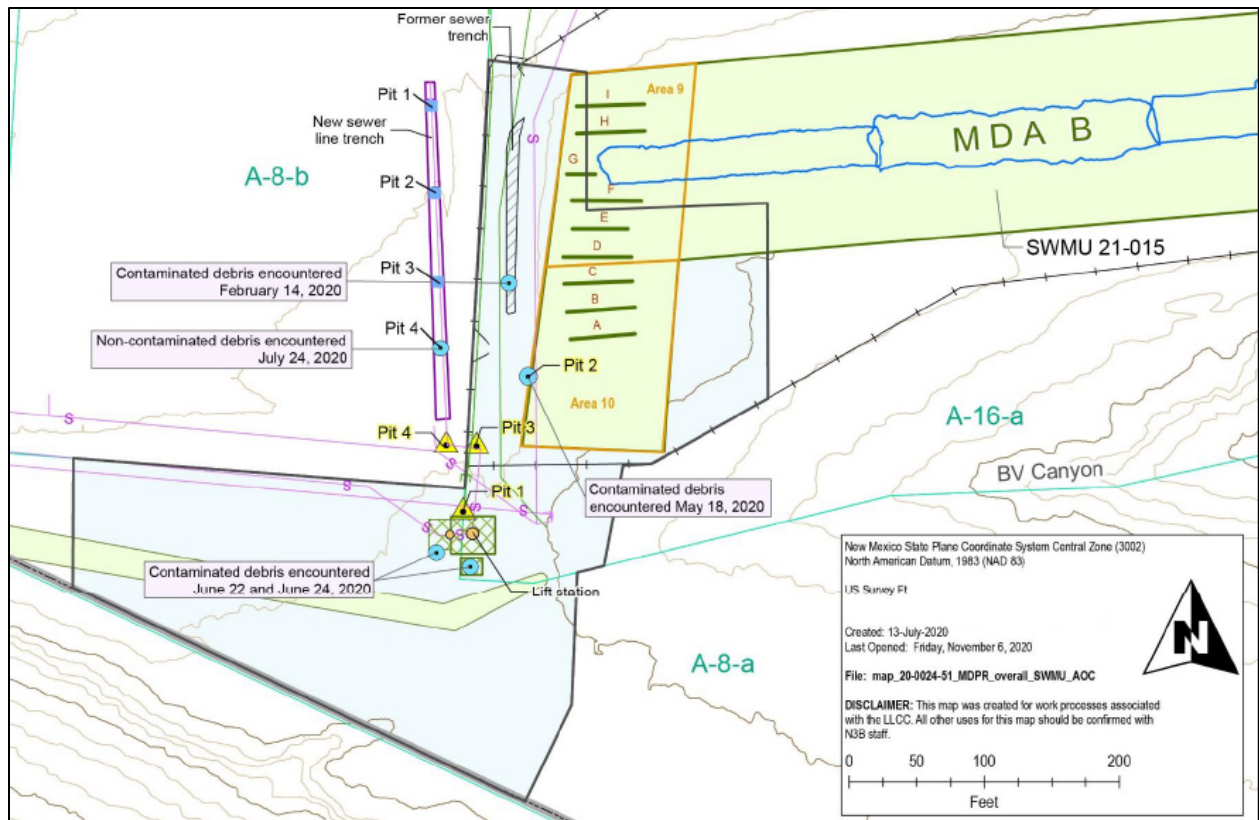 Former sewer
trench
Pit 1
New sewer
line trench
A-8-b
Pit 2
Pit 3
Pit 4
Contaminated debris encountered
February 14, 2020
Non-contaminated debris encountered
July 24, 2020
Area 9
I
H
G
F
E
D
C
B
A
Area 10
MDA B
SWMU 21-015
S
Pit 2
S
Pit 4
Pit 3
S
S
Pit 1
S
S
S
Contaminated debris
encountered May 18, 2020
A-16-a
BV Canyon
Contaminated debris encountered
June 22 and June 24, 2020
Lift station
A-8-a
New Mexico State Plane Coordinate System Central Zone (3002)
North American Datum, 1983 (NAD 83)
US Survey Ft
Created: 13-July-2020
Last Opened: Friday, November 6, 2020
File: map_20-0024-51_MDPR_overall_SWMU_AOC
DISCLAIMER: This map was created for work processes associated
with the LLCC. All other uses for this map should be confirmed with
N3B staff.
N
0 50 100 200
Feet